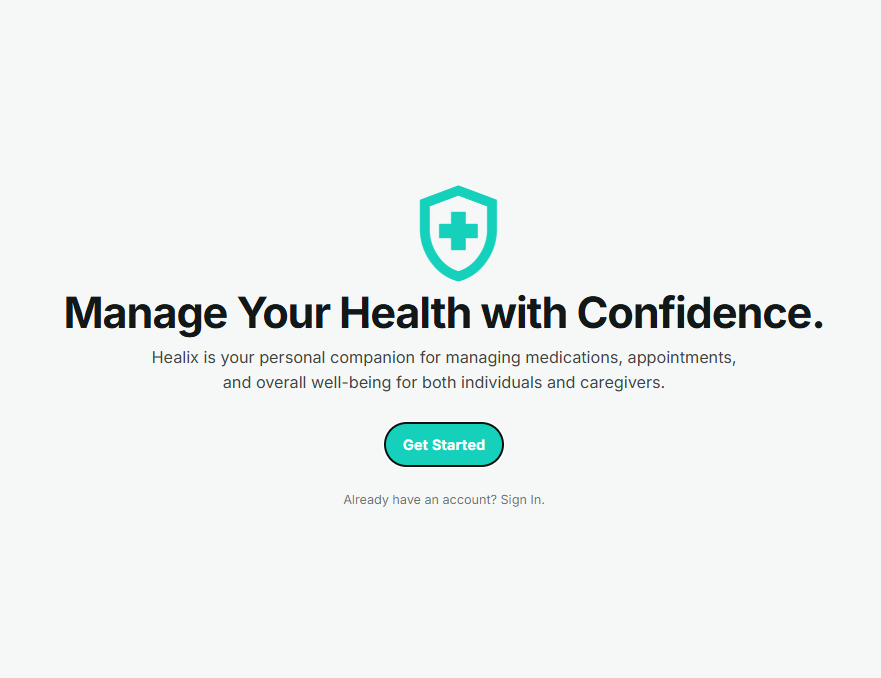 Manage Your Health with Confidence.
Healix is your personal companion for managing medications, appointments,
and overall well-being for both individuals and caregivers.
Get Started
Already have an account? Sign In.